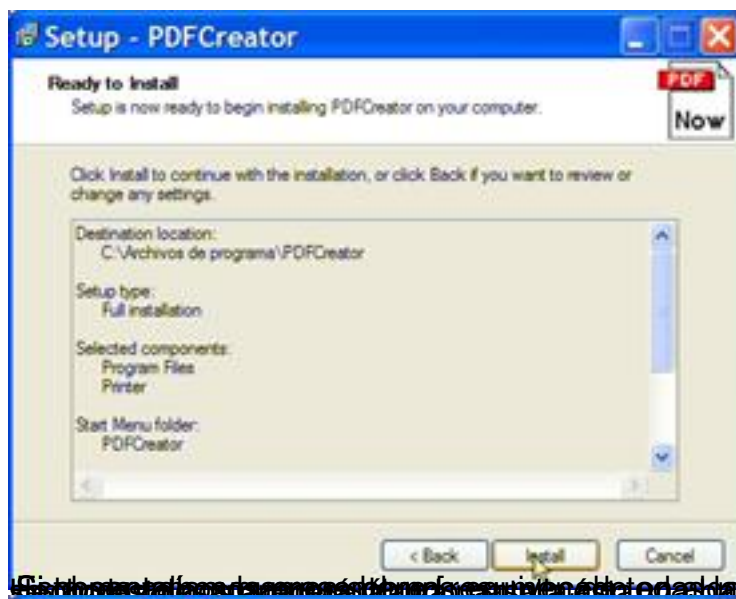 Setup - PDFCreator
Ready to Install
Setup is now ready to begin installing PDFCreator on your computer.
PDF
Now
Click Install to continue with the installation, or click Back if you want to review or
change any settings.
Destination location:
C:\Archivos de programa\PDFCreator
Setup type:
Full installation
Selected components:
Program Files
Printer
Start Menu folder:
PDFCreator
< Back
Install
Cancel